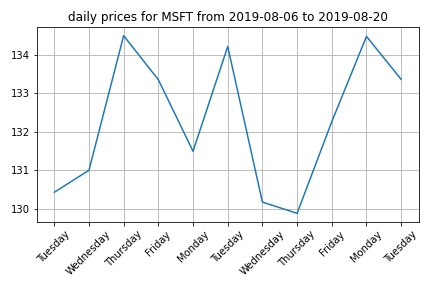 daily prices for MSFT from 2019-08-06 to 2019-08-20
134
133
132
131
130
Tuesday
Wednesday
Thursday
Friday
Monday
Tuesday
Wednesday
Thursday
Friday
Monday
Tuesday